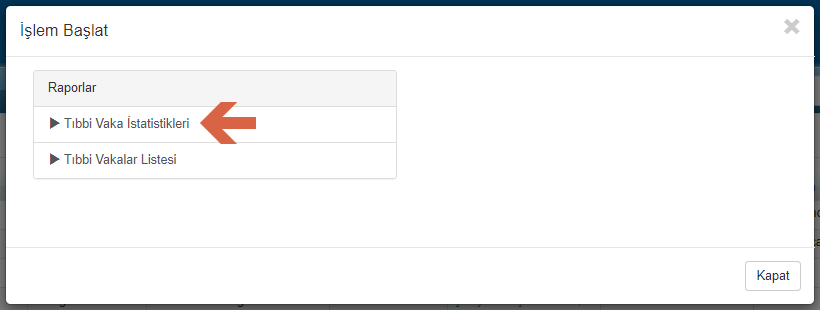 İşlem Başlat
Raporlar
Tıbbi Vaka İstatistikleri
Tıbbi Vakalar Listesi
Kapat